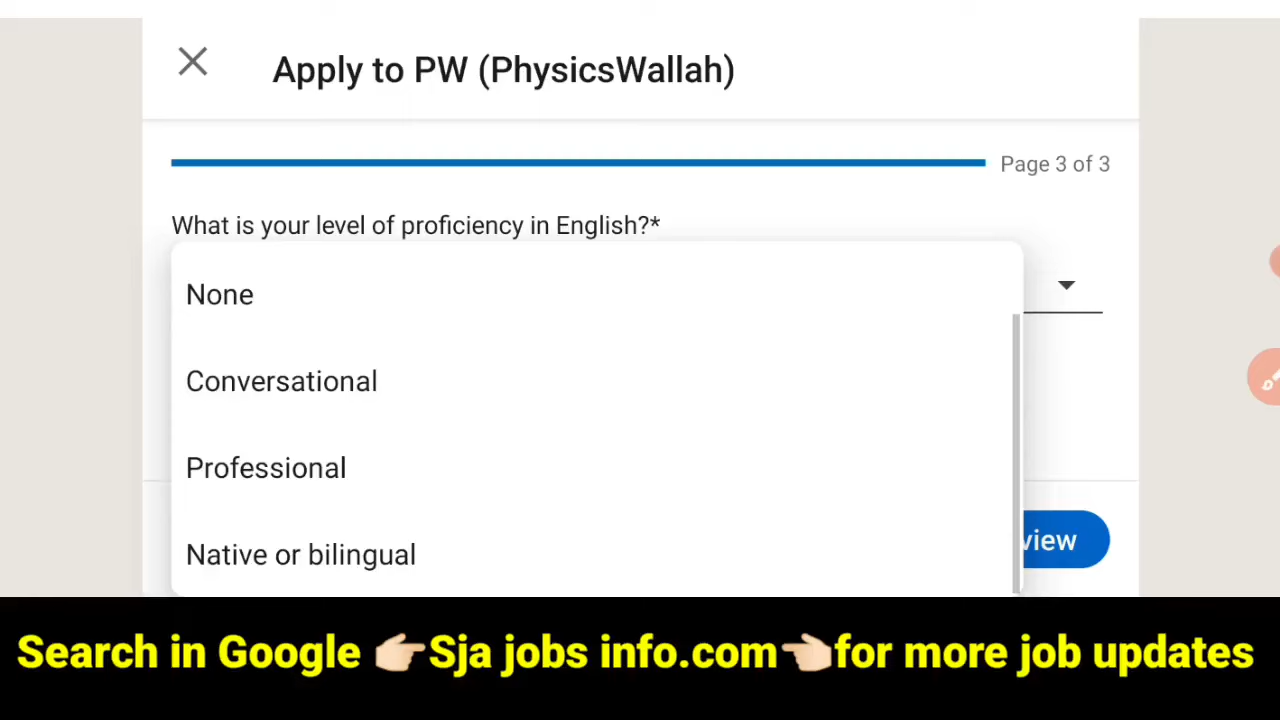 Apply to PW (PhysicsWallah)
Page 3 of 3
What is your level of proficiency in English?*
None
Conversational
Professional
Native or bilingual
view
Search in Google 👉🏻Sja jobs info.com👈🏻for more job updates